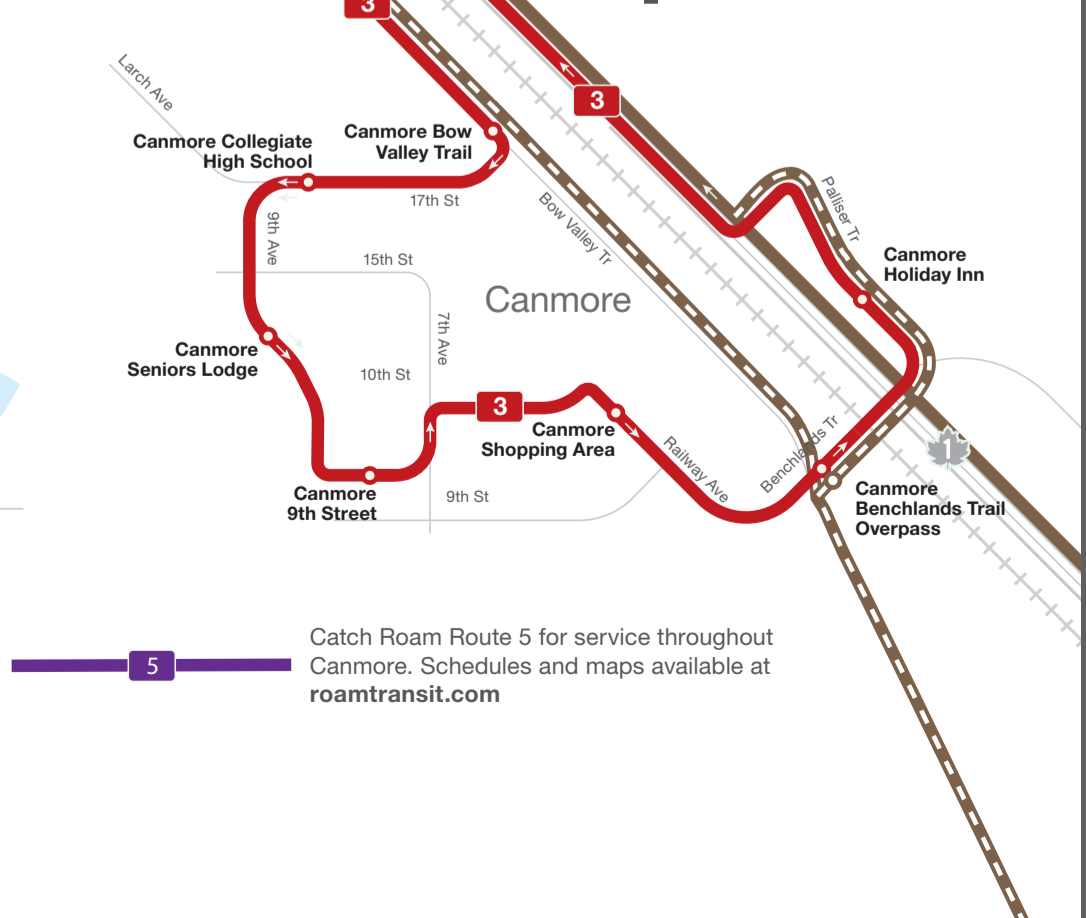 3
3
Larch Ave
Canmore Collegiate
High School
Canmore Bow
Valley Trail
17th St
9th Ave
Bow Valley Tr
Palliser Tr
15th St
Canmore
Holiday Inn
Canmore
7th Ave
Canmore
Seniors Lodge
10th St
3
Canmore
Shopping Area
Railway Ave
Benchlands Tr
1
Canmore
9th Street
9th St
Canmore
Benchlands Trail
Overpass
5
Catch Roam Route 5 for service throughout
Canmore. Schedules and maps available at
roamtransit.com